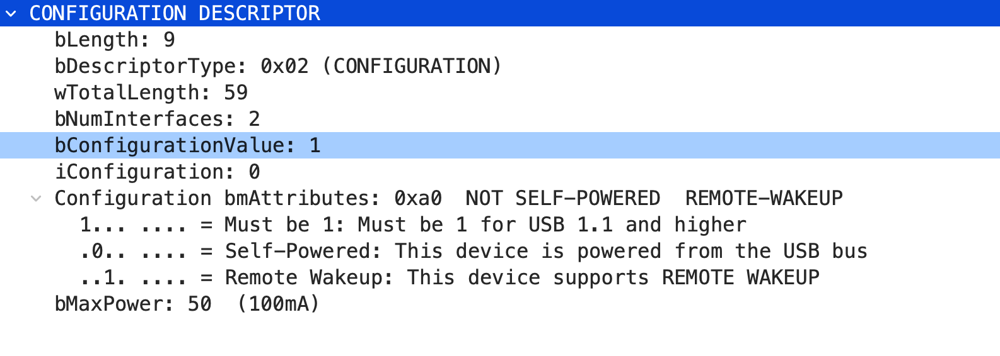 CONFIGURATION DESCRIPTOR
bLength: 9
bDescriptorType: 0x02 (CONFIGURATION)
wTotalLength: 59
bNumInterfaces: 2
bConfigurationValue: 1
iConfiguration: 0
Configuration bmAttributes: 0xa0  NOT SELF-POWERED  REMOTE-WAKEUP
1... .... = Must be 1: Must be 1 for USB 1.1 and higher
.0.. .... = Self-Powered: This device is powered from the USB bus
..1. .... = Remote Wakeup: This device supports REMOTE WAKEUP
bMaxPower: 50  (100mA)